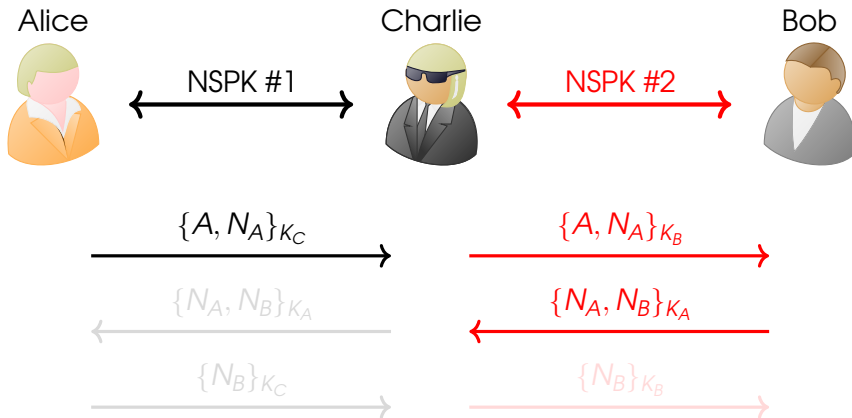 Alice Charlie Bob
NSPK #1 NSPK #2
{A, N_A}_{K_C} {A, N_A}_{K_B}
{N_A, N_B}_{K_A} {N_A, N_B}_{K_A}
{N_B}_{K_C} {N_B}_{K_B}